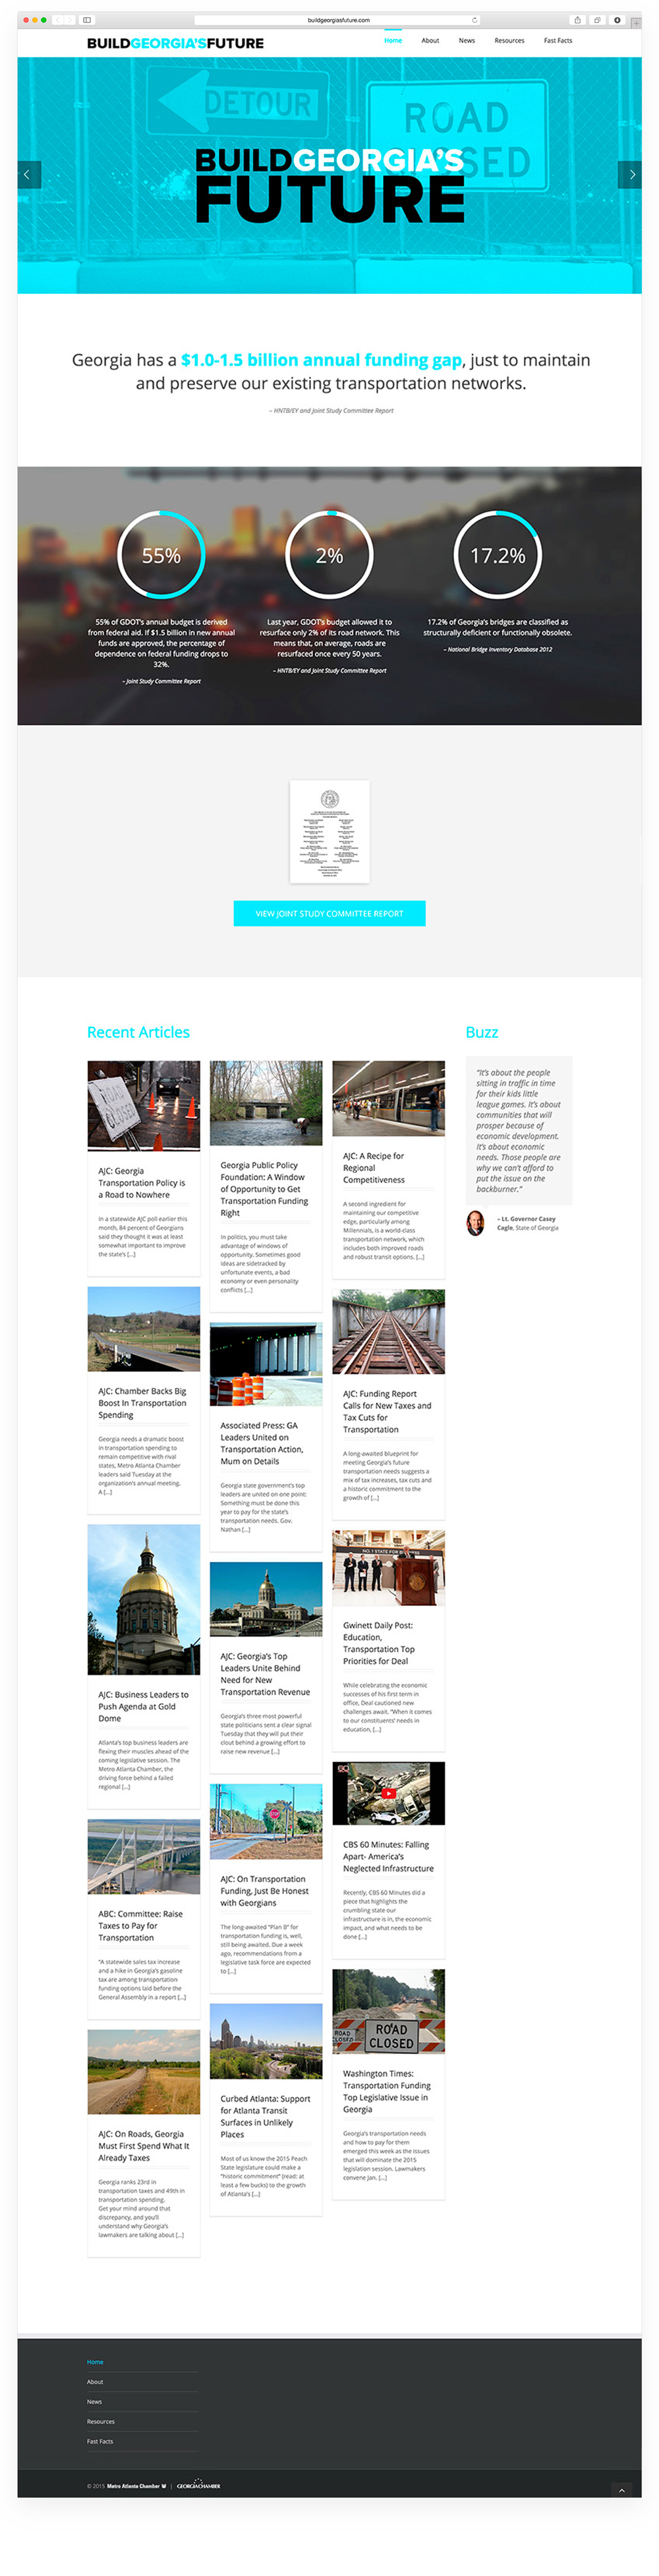 buildgeorgiasfuture.com
BUILDGEORGIA'SFUTURE
Home
About
News
Resources
Fast Facts
DETOUR
ROAD
SED
BUILDGEORGIA'S
FUTURE
Georgia has a $1.0-1.5 billion annual funding gap, just to maintain
and preserve our existing transportation networks.
– HNTB/EY and Joint Study Committee Report
55%
55% of GDOT's annual budget is derived
from federal aid. If $1.5 billion in new annual
funds are approved, the percentage of
dependence on federal funding drops to
32%.
– Joint Study Committee Report
2%
Last year, GDOT's budget allowed it to
resurface only 2% of its road network. This
means that, on average, roads are
resurfaced once every 50 years.
– HNTB/EY and Joint Study Committee Report
17.2%
17.2% of Georgia's bridges are classified as
structurally deficient or functionally obsolete.
– National Bridge Inventory Database 2012
VIEW JOINT STUDY COMMITTEE REPORT
Recent Articles
AJC: Georgia
Transportation Policy is
a Road to Nowhere
In a statewide AJC poll earlier this
month, 84 percent of Georgians
said they thought it was at least
somewhat important to improve
the state's [...]
AJC: Chamber Backs Big
Boost In Transportation
Spending
Georgia needs a dramatic boost
in transportation spending to
remain competitive with rival
states, Metro Atlanta Chamber
leaders said Tuesday at the
organization's annual meeting.
A [...]
AJC: Business Leaders to
Push Agenda at Gold
Dome
Atlanta's top business leaders are
flexing their muscles ahead of the
coming legislative session. The
Metro Atlanta Chamber, the
driving force behind a failed
regional [...]
ABC: Committee: Raise
Taxes to Pay for
Transportation
"A statewide sales tax increase
and a hike in Georgia's gasoline
tax are among transportation
funding options laid before the
General Assembly in a report [...]
AJC: On Roads, Georgia
Must First Spend What It
Already Taxes
Georgia ranks 23rd in
transportation taxes and 49th in
transportation spending.
Get your mind around that
discrepancy, and you'll
understand why Georgia's
lawmakers are talking about [...]
Georgia Public Policy
Foundation: A Window
of Opportunity to Get
Transportation Funding
Right
In politics, you must take
advantage of windows of
opportunity. Sometimes good
ideas are sidetracked by
unfortunate events, a bad
economy or even personality
conflicts [...]
Associated Press: GA
Leaders United on
Transportation Action,
Mum on Details
Georgia state government's top
leaders are united on one point:
Something must be done this
year to pay for the state's
transportation needs. Gov.
Nathan [...]
AJC: Georgia's Top
Leaders Unite Behind
Need for New
Transportation Revenue
Georgia's three most powerful
state politicians sent a clear signal
Tuesday that they will put their
clout behind a growing effort to
raise new revenue [...]
STOP
AJC: On Transportation
Funding, Just Be Honest
with Georgians
The long-awaited "Plan B" for
transportation funding is, well,
still being awaited. Due a week
ago, recommendations from a
legislative task force are expected
to [...]
Curbed Atlanta: Support
for Atlanta Transit
Surfaces in Unlikely
Places
Most of us know the 2015 Peach
State legislature could make a
"historic commitment" (read: at
least a few bucks) to the growth
of Atlanta's [...]
AJC: A Recipe for
Regional
Competitiveness
A second ingredient for
maintaining our competitive
edge, particularly among
Millennials, is a world-class
transportation network, which
includes both improved roads
and robust transit options. [...]
AJC: Funding Report
Calls for New Taxes and
Tax Cuts for
Transportation
A long-awaited blueprint for
meeting Georgia's future
transportation needs suggests a
mix of tax increases, tax cuts and
a historic commitment to the
growth of [...]
NO. 1 STATE FOR
Gwinett Daily Post:
Education,
Transportation Top
Priorities for Deal
While celebrating the economic
successes of his first term in
office, Deal cautioned new
challenges await. "When it comes
to our constituents' needs in
education, [...]
CBS 60 Minutes: Falling
Apart- America's
Neglected Infrastructure
Recently, CBS 60 Minutes did a
piece that highlights the
crumbling state our
infrastructure is in, the economic
impact, and what needs to be
done [...]
ROAD
CLOSED
ROAD
CLOSED
Washington Times:
Transportation Funding
Top Legislative Issue in
Georgia
Georgia's transportation needs
and how to pay for them
emerged this week as the issues
that will dominate the 2015
legislation session. Lawmakers
convene Jan. [...]
Buzz
"It's about the people
sitting in traffic in time
for their kids little
league games. It's about
communities that will
prosper because of
economic development.
It's about economic
needs. Those people are
why we can't afford to
put the issue on the
backburner."
– Lt. Governor Casey
Cagle, State of Georgia
Home
About
News
Resources
Fast Facts
© 2015 Metro Atlanta Chamber | GEORGIACHAMBER